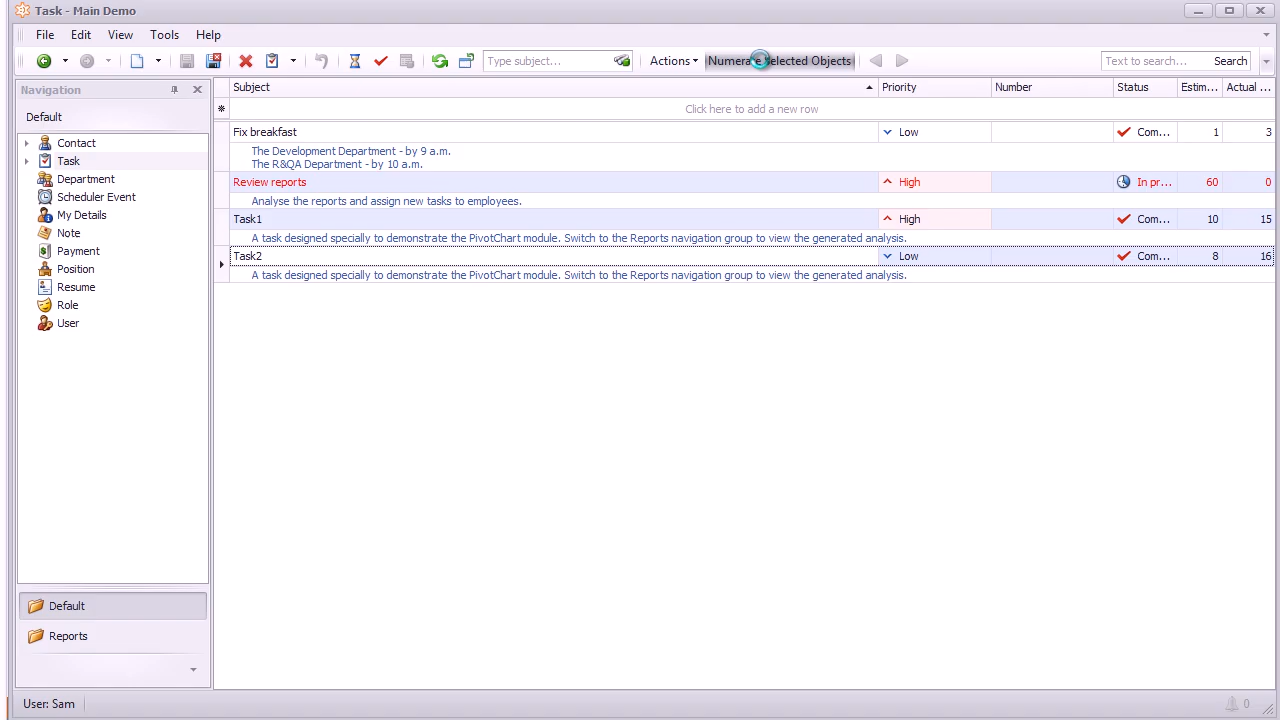 Task - Main Demo
File Edit View Tools Help
Type subject... Actions Numerate Selected Objects Text to search... Search
Navigation
Default
Contact
Task
Department
Scheduler Event
My Details
Note
Payment
Position
Resume
Role
User
Default
Reports
Subject Priority Number Status Estim... Actual ...
Click here to add a new row
Fix breakfast Low Com... 1 3
The Development Department - by 9 a.m.
The R&QA Department - by 10 a.m.
Review reports High In pr... 60 0
Analyse the reports and assign new tasks to employees.
Task1 High Com... 10 15
A task designed specially to demonstrate the PivotChart module. Switch to the Reports navigation group to view the generated analysis.
Task2 Low Com... 8 16
A task designed specially to demonstrate the PivotChart module. Switch to the Reports navigation group to view the generated analysis.
User: Sam 0